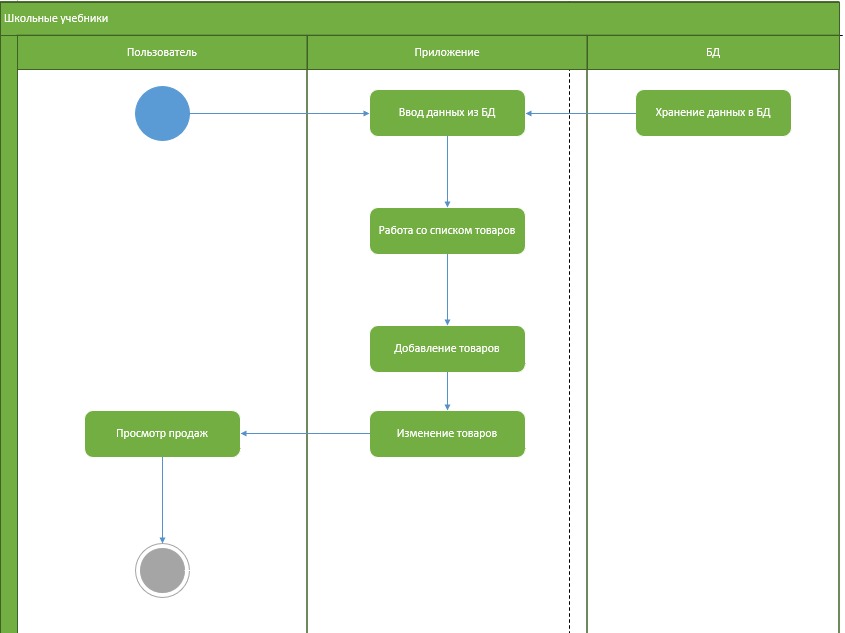 Школьные учебники
Пользователь
Приложение
БД
Ввод данных из БД
Хранение данных в БД
Работа со списком товаров
Добавление товаров
Просмотр продаж
Изменение товаров